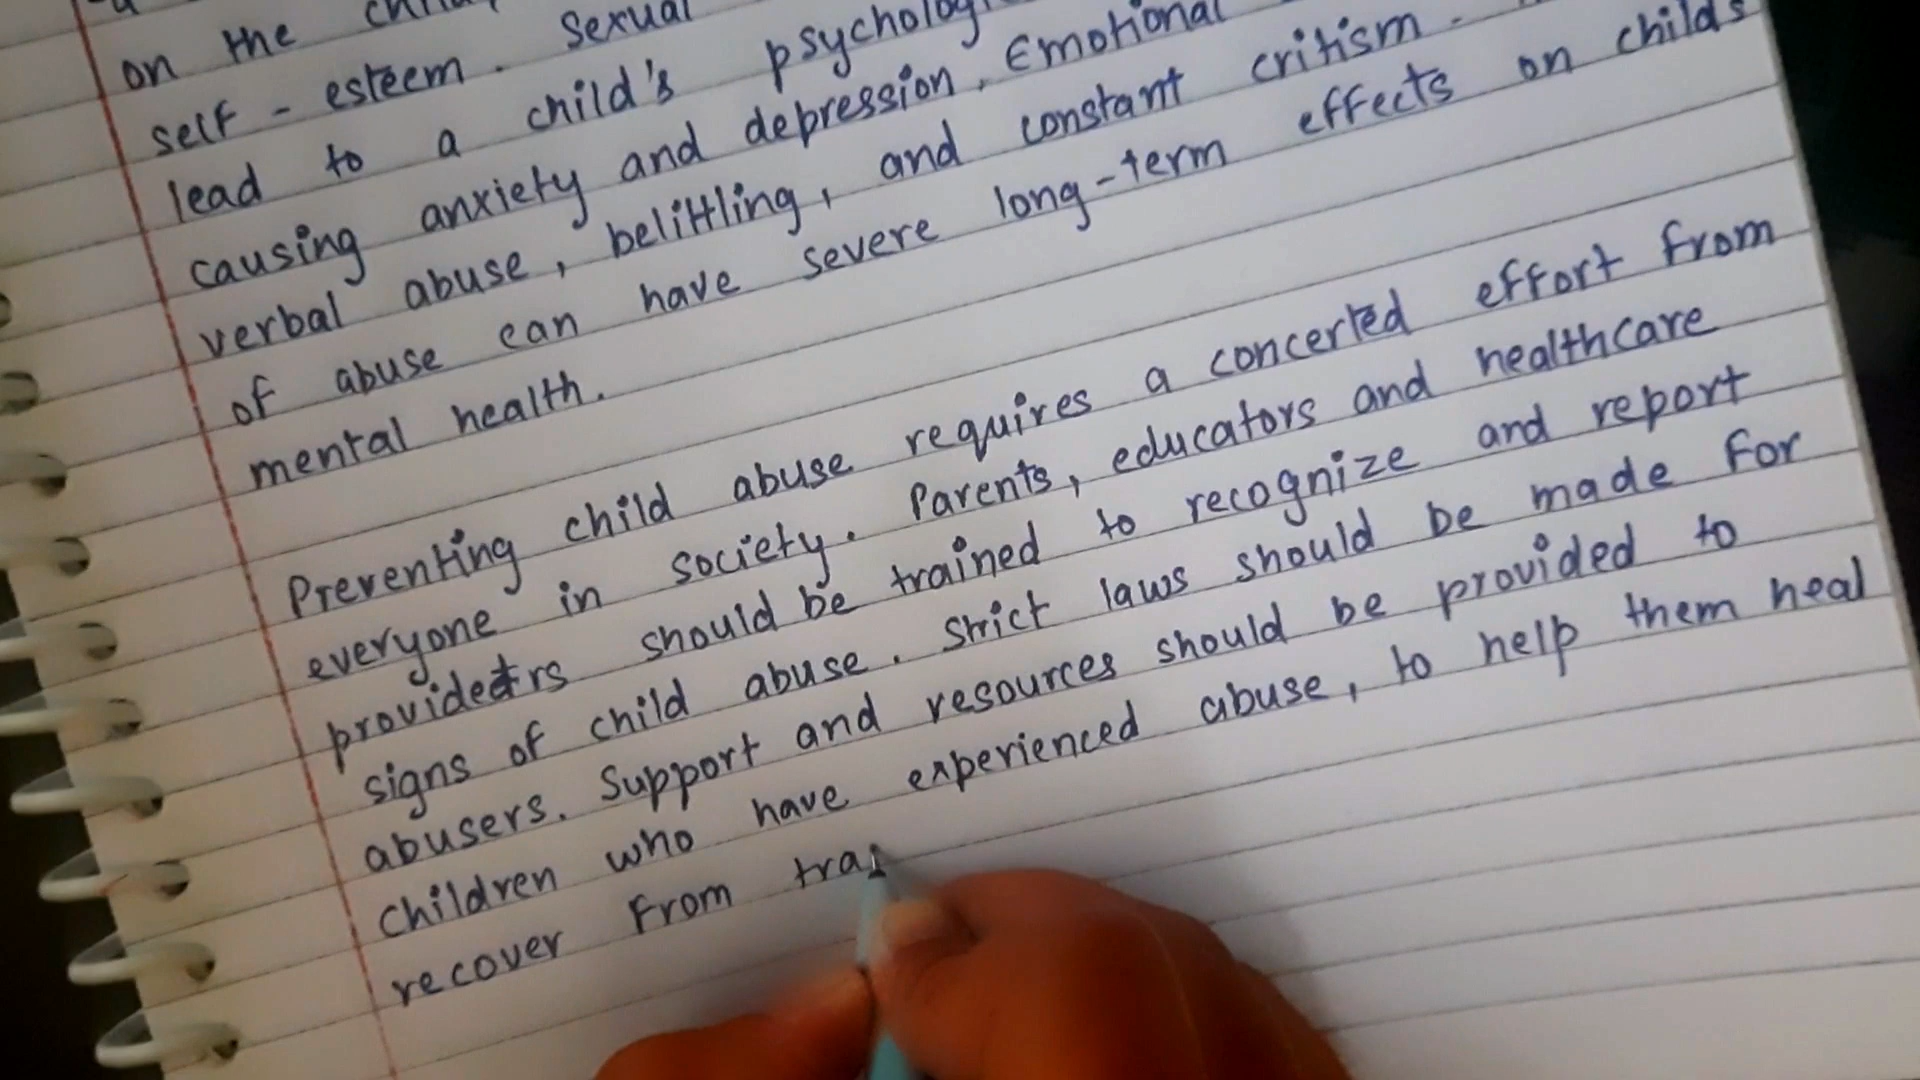 on the
self - esteem. Sexual
lead to a child's
causing anxiety and depression. Emotional
verbal abuse, belittling, and constant critism.
of abuse can have severe long-term effects on childs
mental health.
Preventing child abuse requires a concerted effort from
everyone in society. Parents, educators and healthcare
providers should be trained to recognize and report
signs of child abuse. Strict laws should be made for
abusers. Support and resources should be provided to
children who have experienced abuse, to help them heal
recover from